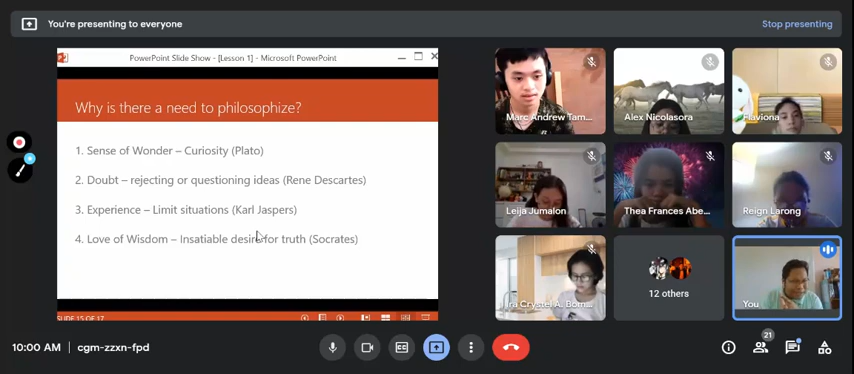 You're presenting to everyone
Stop presenting
PowerPoint Slide Show - [Lesson 1] - Microsoft PowerPoint
Why is there a need to philosophize?
1. Sense of Wonder – Curiosity (Plato)
2. Doubt – rejecting or questioning ideas (Rene Descartes)
3. Experience – Limit situations (Karl Jaspers)
4. Love of Wisdom – Insatiable desire for truth (Socrates)
SLIDE 15 OF 17
Marc Andrew Tam...
Alex Nicolasora
Flaviona
Leija Jumalon
Thea Frances Abe...
Reign Larong
Ira Crystel A. Bom...
12 others
You
10:00 AM | cgm-zzxn-fpd
21